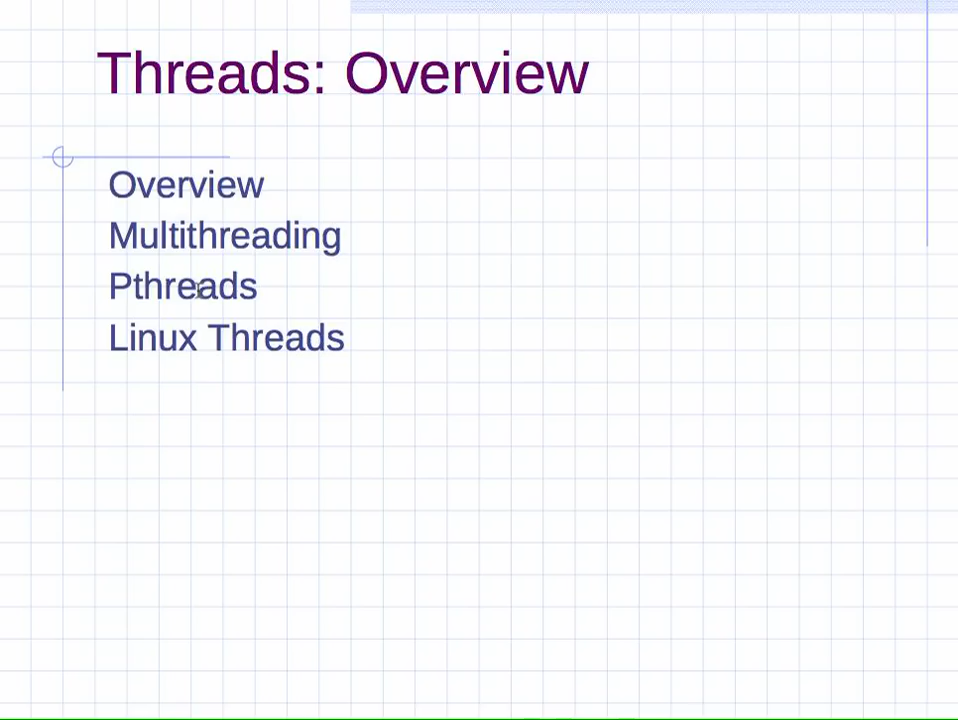 Threads: Overview
Overview
Multithreading
Pthreads
Linux Threads